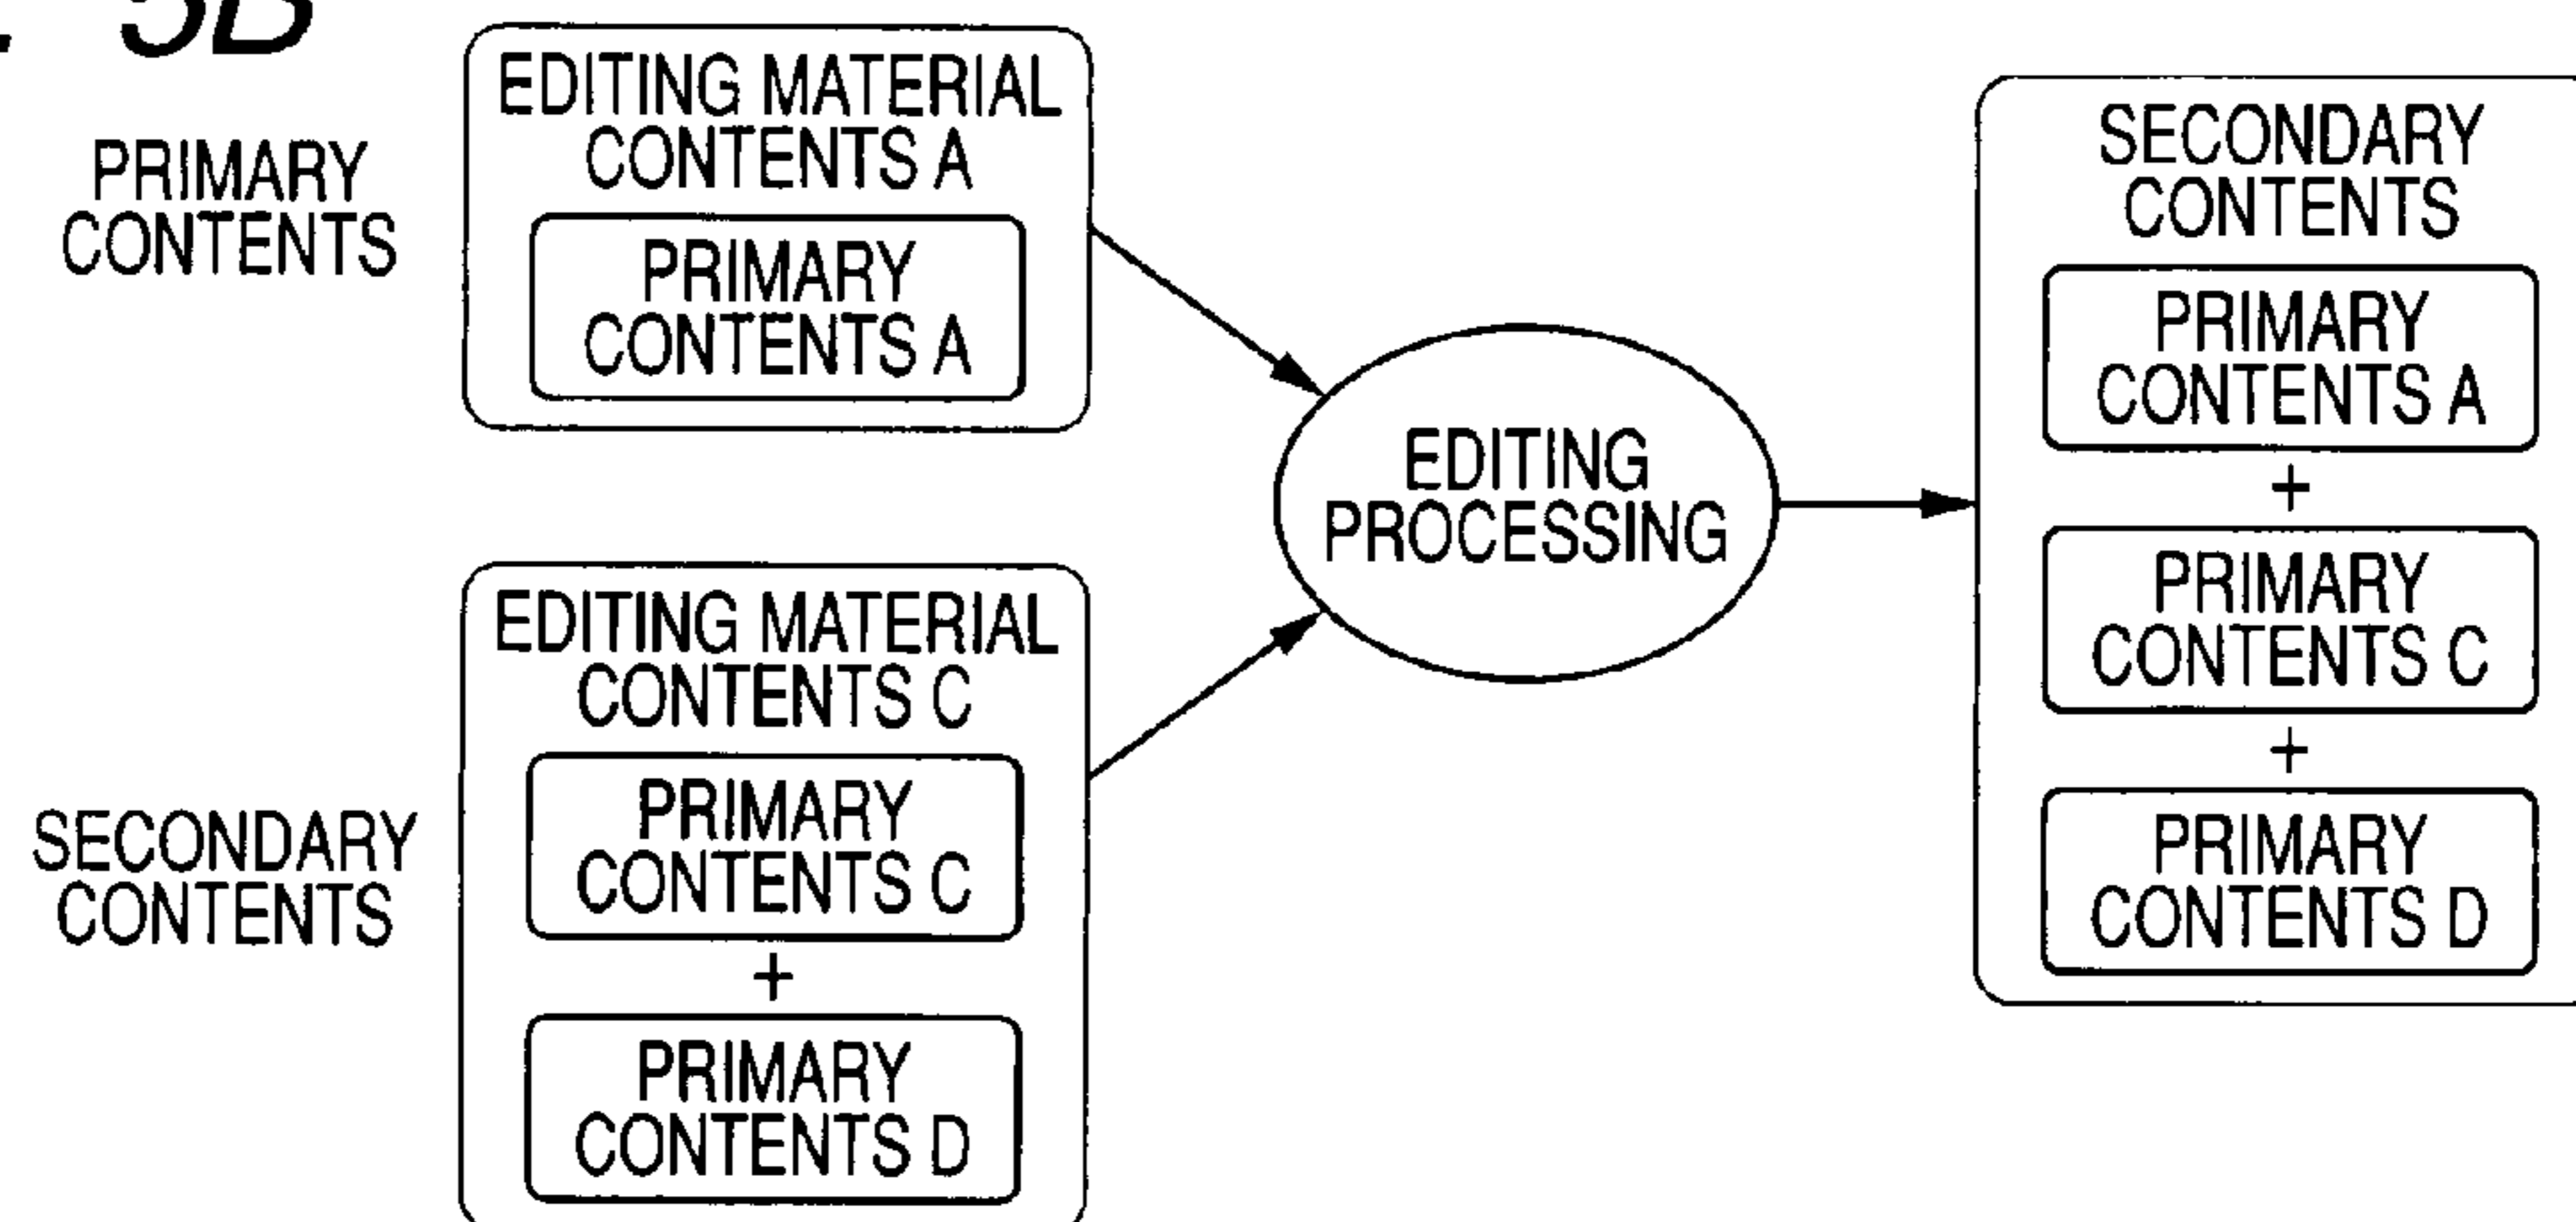 5B
PRIMARY
CONTENTS
EDITING MATERIAL
CONTENTS A
PRIMARY
CONTENTS A
SECONDARY
CONTENTS
EDITING MATERIAL
CONTENTS C
PRIMARY
CONTENTS C
+
PRIMARY
CONTENTS D
EDITING
PROCESSING
SECONDARY
CONTENTS
PRIMARY
CONTENTS A
+
PRIMARY
CONTENTS C
+
PRIMARY
CONTENTS D